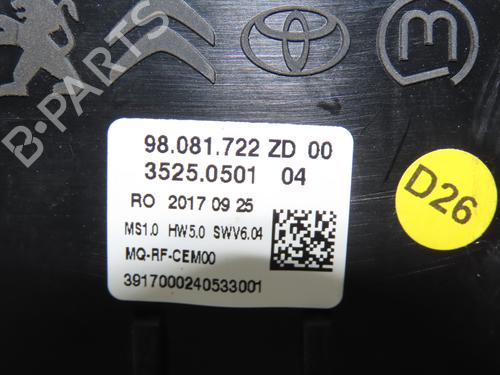 B-PARTS
M
98.081.722 ZD 00
3525.0501 04
RO 2017 09 25
MS1.0 HW5.0 SWV6.04
MQ-RF-CEM00
3917000240533001
D26